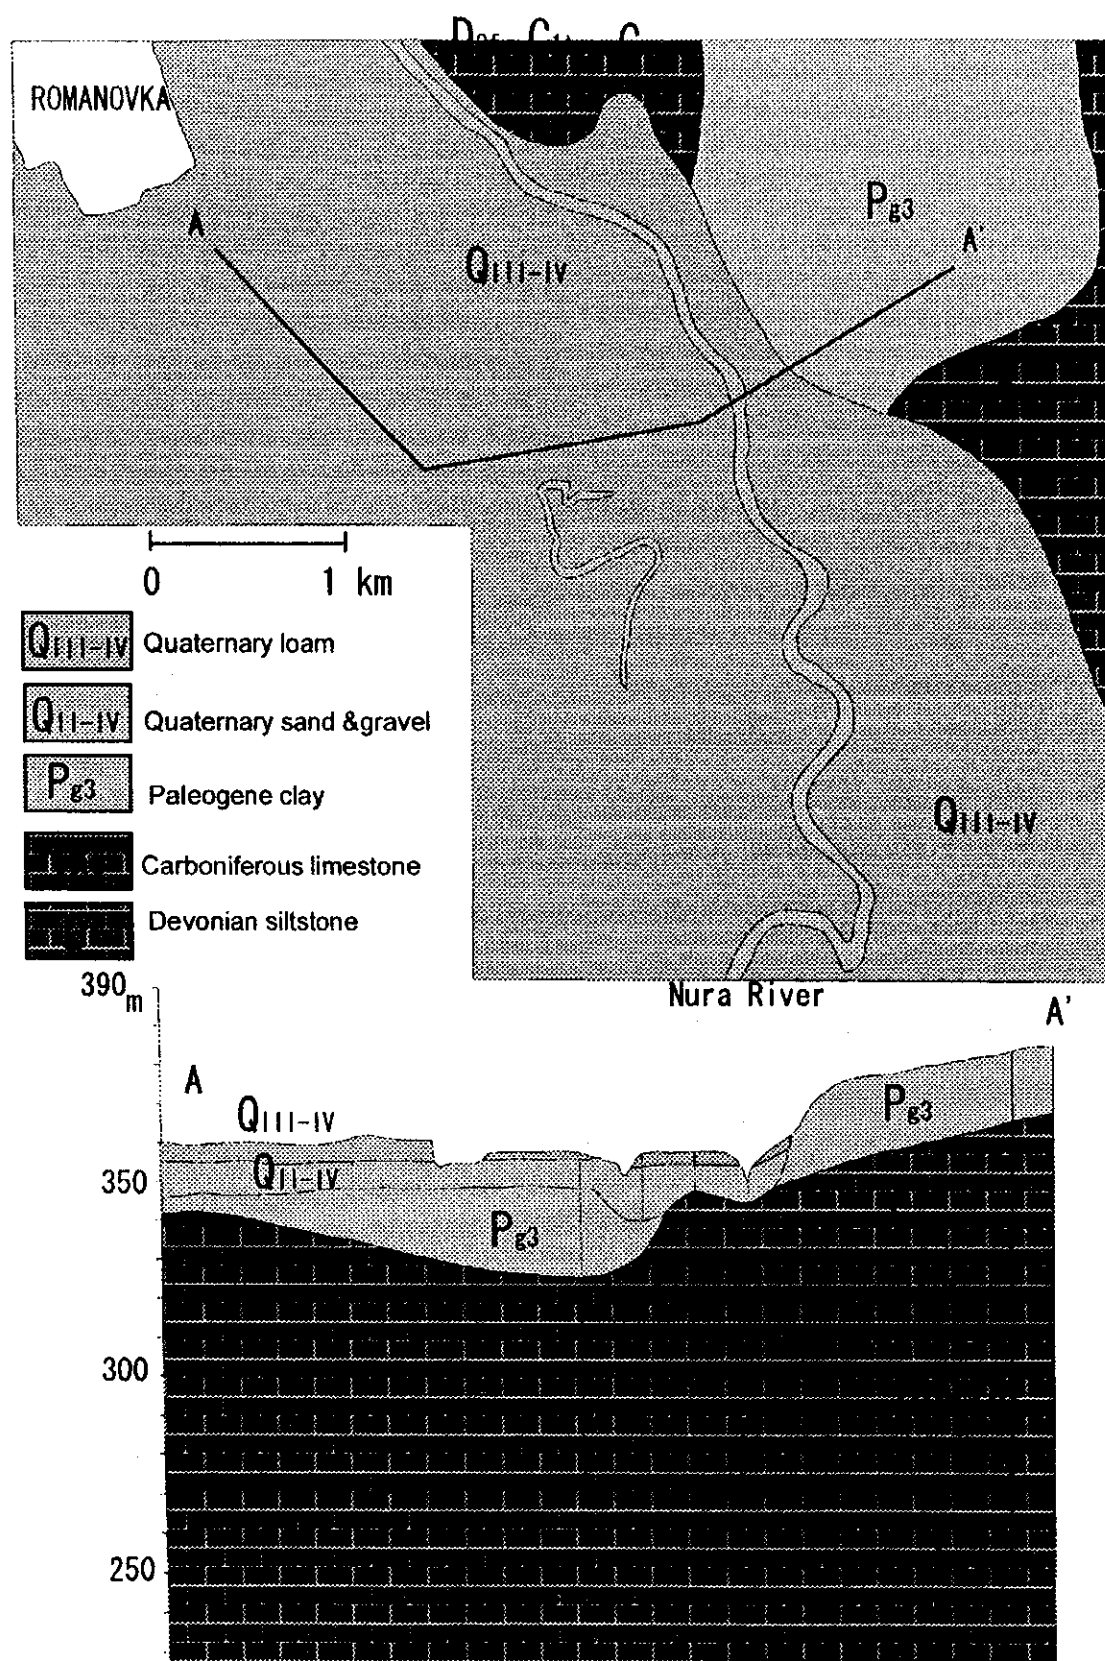 ROMANOVKA
Pg3
A
A'
QIII-IV
0 1 km
QIII-IV Quaternary loam
QII-IV Quaternary sand &gravel
Pg3 Paleogene clay
Carboniferous limestone
Devonian siltstone
QIII-IV
390m
Nura River
A'
A
QIII-IV
Pg3
QII-IV
350
Pg3
300
250